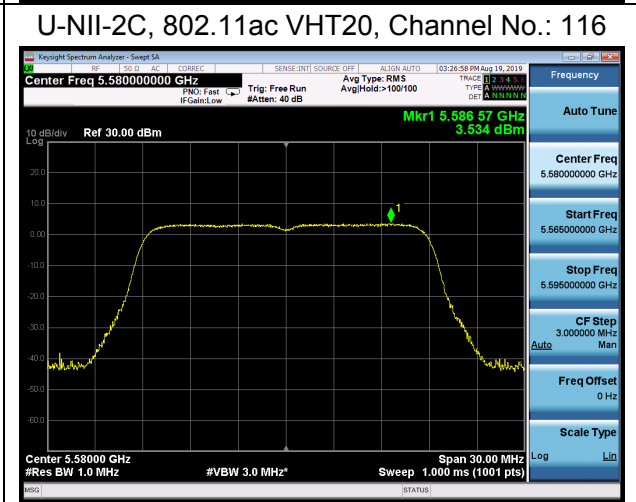 U-NII-2C, 802.11ac VHT20, Channel No.: 116
Keysight Spectrum Analyzer - Swept SA
LXI RF 50 Ω AC CORREC SENSE:INT SOURCE OFF ALIGN AUTO 03:26:58 PM Aug 19, 2019
Center Freq 5.580000000 GHz
PNO: Fast
IFGain:Low
Trig: Free Run
#Atten: 40 dB
Avg Type: RMS
Avg|Hold:>100/100
TRACE 1 2 3 4 5 6
TYPE A WWWWW
DET A NNNNN
Mkr1 5.586 57 GHz
3.534 dBm
10 dB/div Ref 30.00 dBm
Log
20.0
10.0
0.00
-10.0
-20.0
-30.0
-40.0
-50.0
-60.0
1
Center 5.58000 GHz Span 30.00 MHz
#Res BW 1.0 MHz #VBW 3.0 MHz* Sweep 1.000 ms (1001 pts)
MSG STATUS
Frequency
Auto Tune
Center Freq
5.580000000 GHz
Start Freq
5.565000000 GHz
Stop Freq
5.595000000 GHz
CF Step
3.000000 MHz
Auto Man
Freq Offset
0 Hz
Scale Type
Log Lin